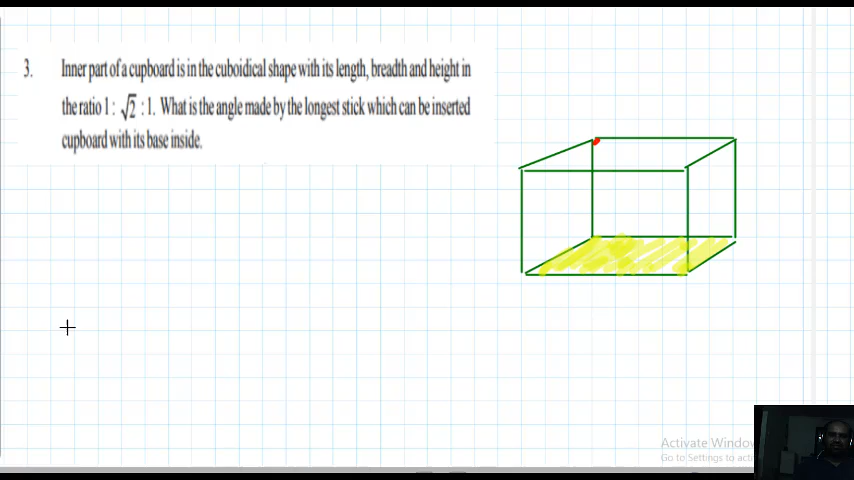 3. Inner part of a cupboard is in the cuboidical shape with its length, breadth and height in
the ratio 1 : √2 : 1. What is the angle made by the longest stick which can be inserted
cupboard with its base inside.
Activate Window
Go to Settings to acti